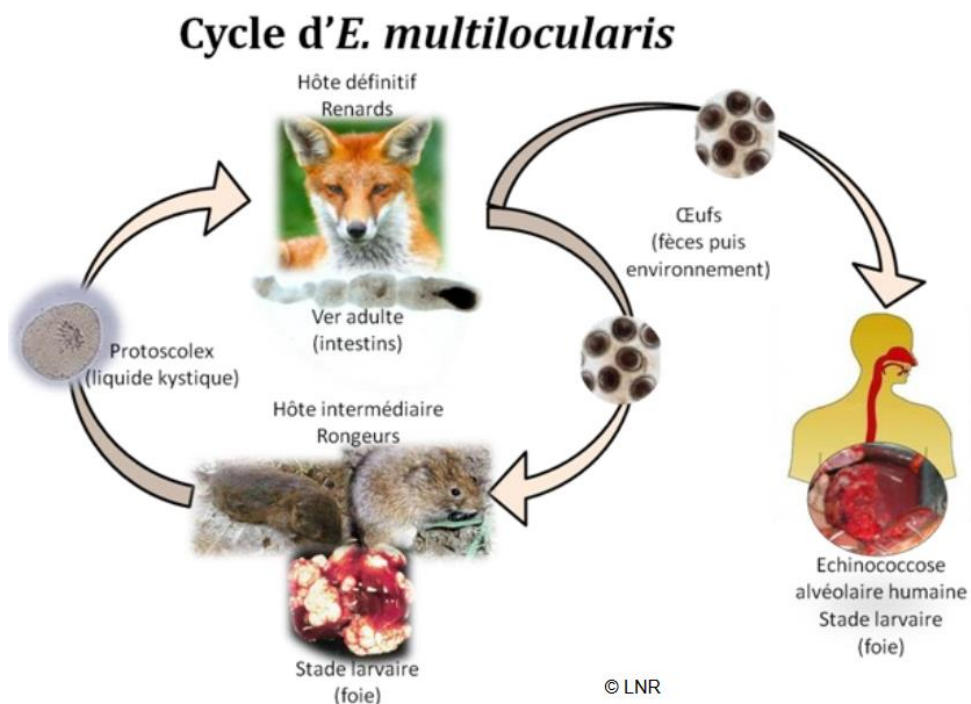 Cycle d'E. multilocularis
Hôte définitif
Renards
Ver adulte
(intestins)
Œufs
(fèces puis
environnement)
Protoscolex
(liquide kystique)
Hôte intermédiaire
Rongeurs
Stade larvaire
(foie)
Echinococcose
alvéolaire humaine
Stade larvaire
(foie)
© LNR